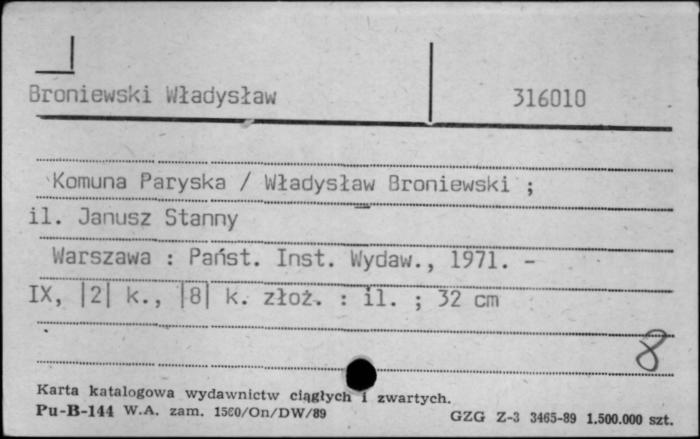 Broniewski Władysław 316010
Komuna Paryska / Władysław Broniewski ;
il. Janusz Stanny
Warszawa : Państ. Inst. Wydaw., 1971. -
IX, |2| k., |8| k. złoż. : il. ; 32 cm
8
Karta katalogowa wydawnictw ciągłych i zwartych.
Pu-B-144 W.A. zam. 1560/On/DW/89 GZG Z-3 3465-89 1.500.000 szt.